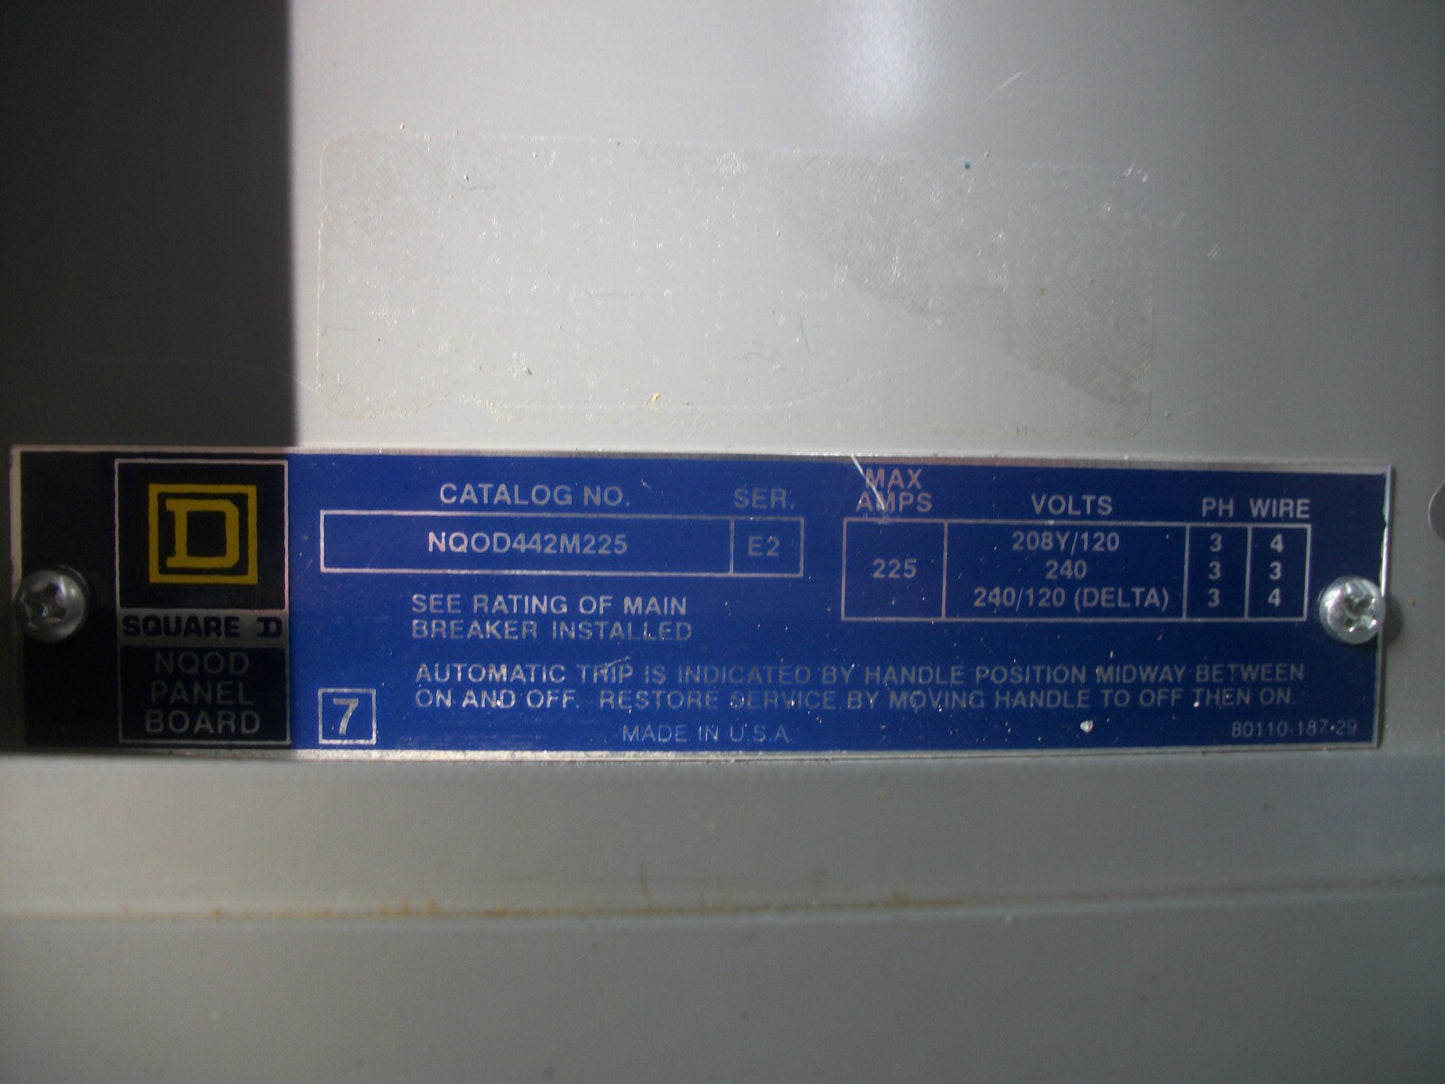 D
SQUARE D
NQOD
PANEL
BOARD
CATALOG NO. SER.
NQOD442M225 E2
SEE RATING OF MAIN
BREAKER INSTALLED
MAX
AMPS VOLTS PH WIRE
225
208Y/120 3 4
240 3 3
240/120 (DELTA) 3 4
AUTOMATIC TRIP IS INDICATED BY HANDLE POSITION MIDWAY BETWEEN
ON AND OFF. RESTORE SERVICE BY MOVING HANDLE TO OFF THEN ON.
7
MADE IN U.S.A.
80110-187-29